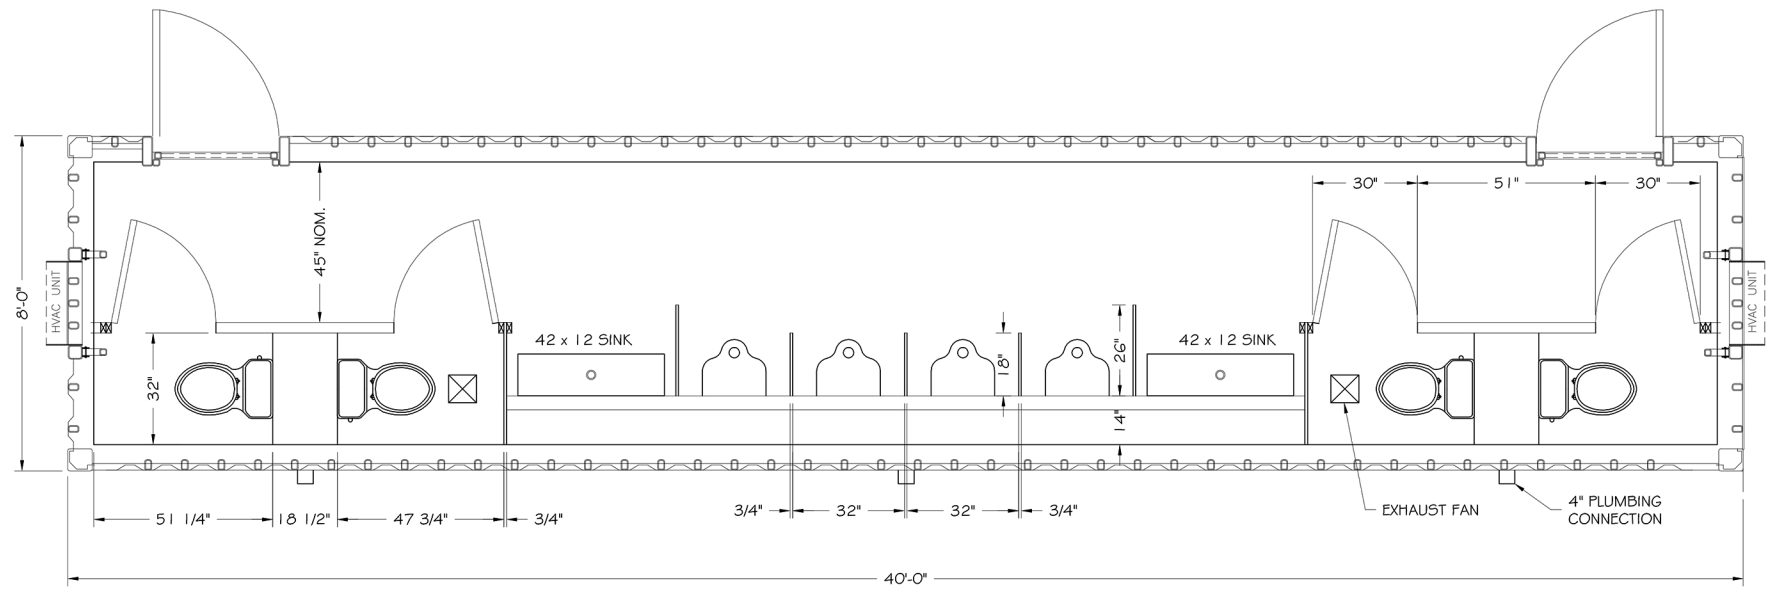 30"
51"
30"
45" NOM.
8'-0"
HVAC UNIT
HVAC UNIT
42 x 12 SINK
42 x 12 SINK
26"
18"
32"
14"
4" PLUMBING
CONNECTION
EXHAUST FAN
51 1/4"
18 1/2"
47 3/4"
3/4"
3/4"
32"
32"
3/4"
40'-0"